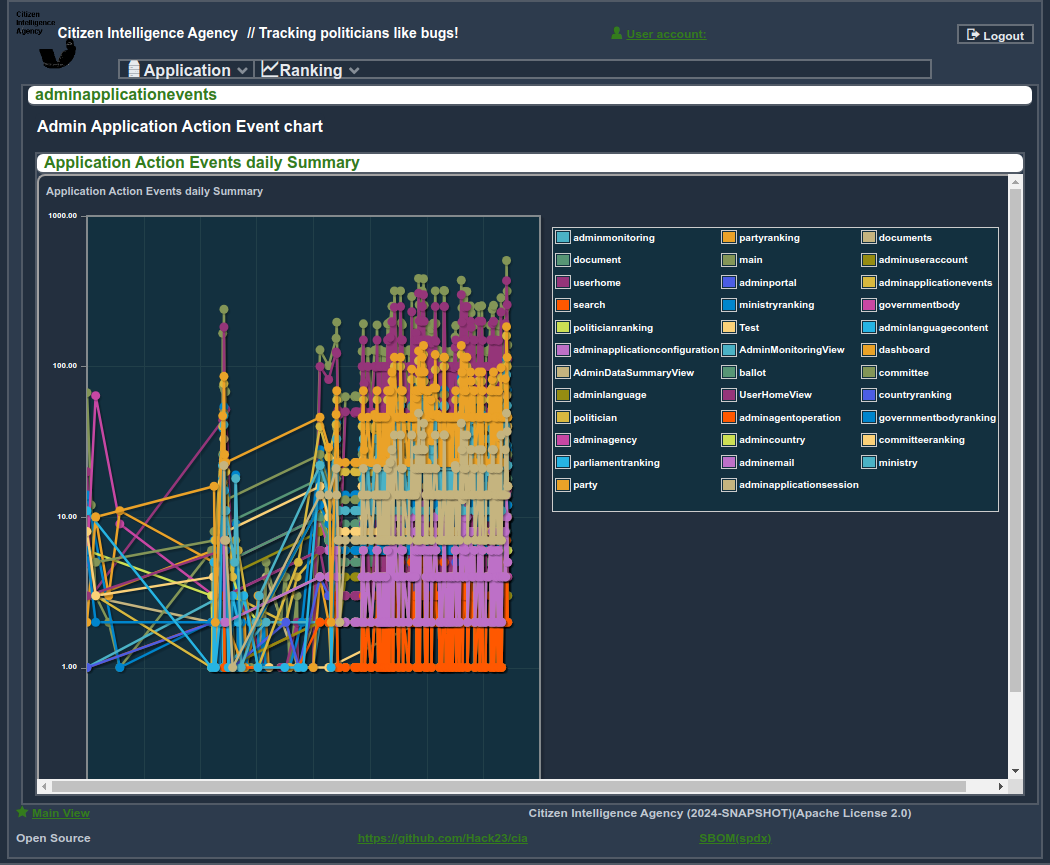 Citizen
Intelligence
Agency
Citizen Intelligence Agency // Tracking politicians like bugs!
User account:
Logout
Application
Ranking
adminapplicationevents
Admin Application Action Event chart
Application Action Events daily Summary
Application Action Events daily Summary
1000.00
100.00
10.00
1.00
adminmonitoring partyranking documents
document main adminuseraccount
userhome adminportal adminapplicationevents
search ministryranking governmentbody
politicianranking Test adminlanguagecontent
adminapplicationconfiguration AdminMonitoringView dashboard
AdminDataSummaryView ballot committee
adminlanguage UserHomeView countryranking
politician adminagentoperation governmentbodyranking
adminagency admincountry committeeranking
parliamentranking adminemail ministry
party adminapplicationsession
Main View
Citizen Intelligence Agency (2024-SNAPSHOT)(Apache License 2.0)
Open Source
https://github.com/Hack23/cia
SBOM(spdx)